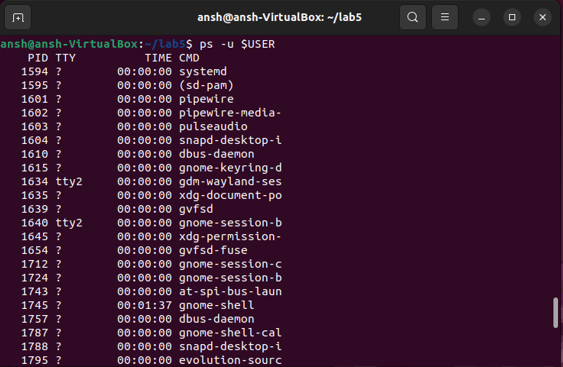 ansh@ansh-VirtualBox: ~/lab5
ansh@ansh-VirtualBox:~/lab5$ ps -u $USER
PID TTY TIME CMD
1594 ? 00:00:00 systemd
1595 ? 00:00:00 (sd-pam)
1601 ? 00:00:00 pipewire
1602 ? 00:00:00 pipewire-media-
1603 ? 00:00:00 pulseaudio
1604 ? 00:00:00 snapd-desktop-i
1610 ? 00:00:00 dbus-daemon
1615 ? 00:00:00 gnome-keyring-d
1634 tty2 00:00:00 gdm-wayland-ses
1635 ? 00:00:00 xdg-document-po
1639 ? 00:00:00 gvfsd
1640 tty2 00:00:00 gnome-session-b
1645 ? 00:00:00 xdg-permission-
1654 ? 00:00:00 gvfsd-fuse
1712 ? 00:00:00 gnome-session-c
1724 ? 00:00:00 gnome-session-b
1743 ? 00:00:00 at-spi-bus-laun
1745 ? 00:01:37 gnome-shell
1757 ? 00:00:00 dbus-daemon
1787 ? 00:00:00 gnome-shell-cal
1788 ? 00:00:00 snapd-desktop-i
1795 ? 00:00:00 evolution-sourc